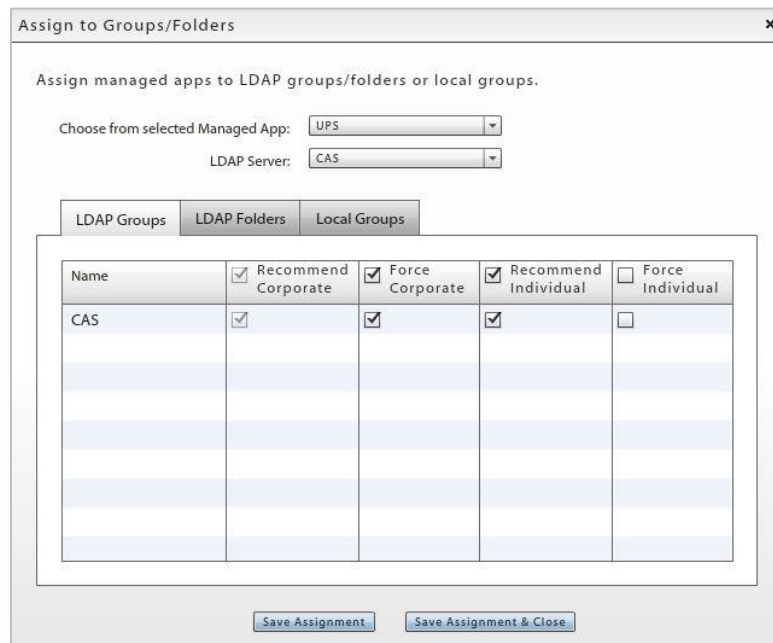 Assign to Groups/Folders
Assign managed apps to LDAP groups/folders or local groups.
Choose from selected Managed App: UPS
LDAP Server: CAS
LDAP Groups LDAP Folders Local Groups
Name Recommend Corporate Force Corporate Recommend Individual Force Individual
CAS
Save Assignment Save Assignment & Close